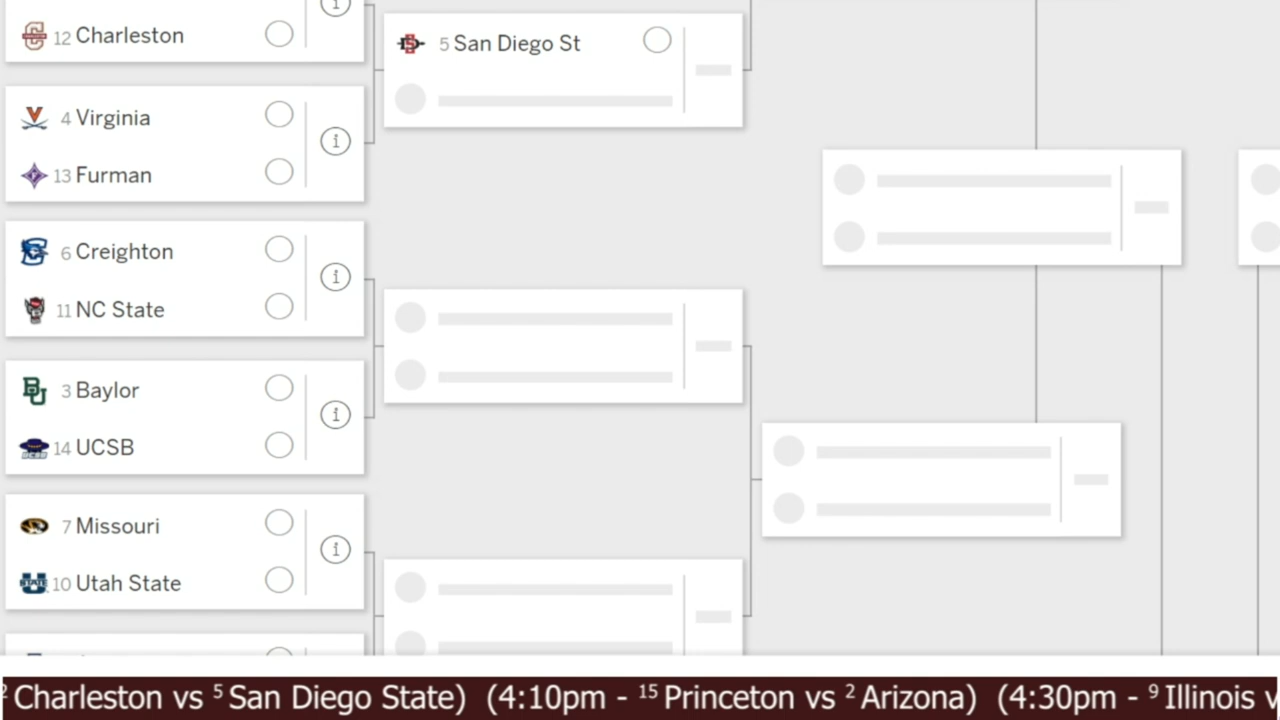 12 Charleston
5 San Diego St
4 Virginia
13 Furman
6 Creighton
11 NC State
3 Baylor
14 UCSB
7 Missouri
10 Utah State
2 Charleston vs 5 San Diego State) (4:10pm - 15 Princeton vs 2 Arizona) (4:30pm - 9 Illinois v